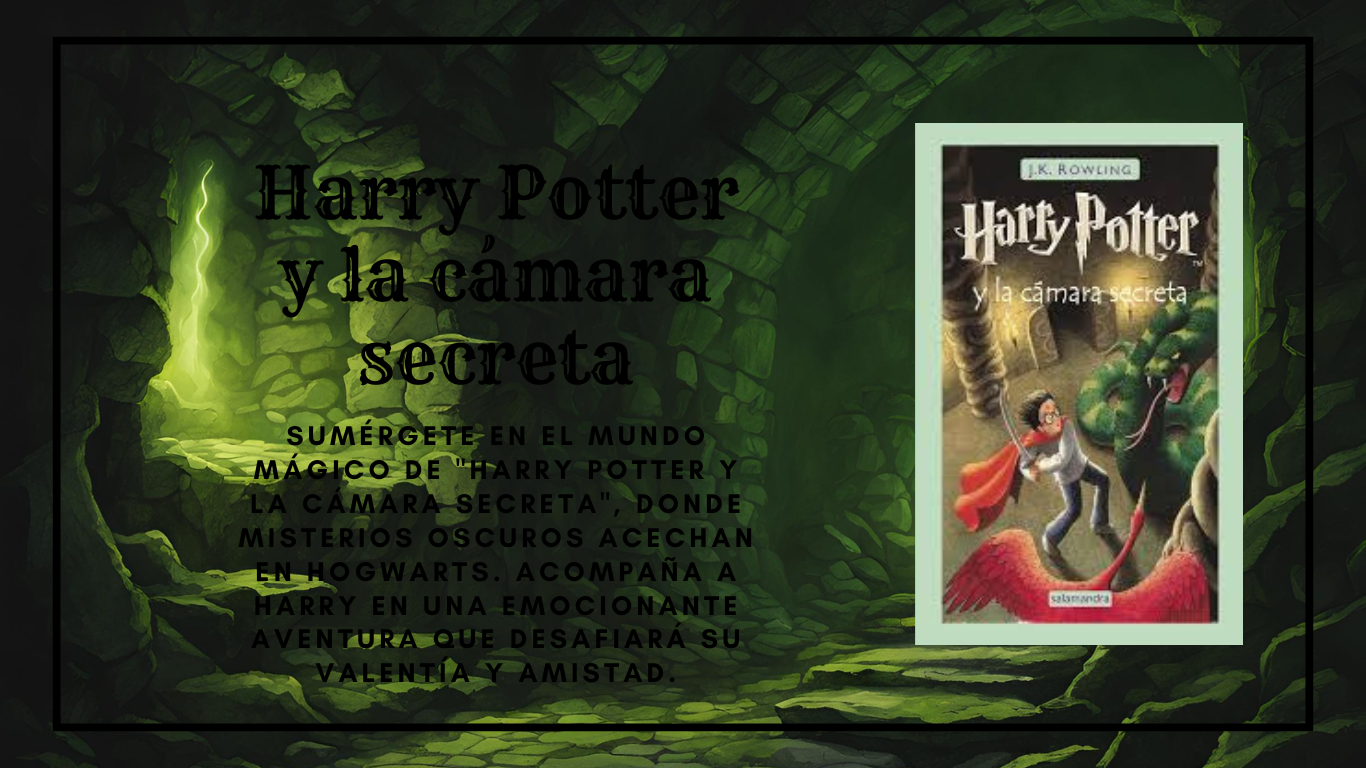 Harry Potter
y la cámara
secreta
SUMÉRGETE EN EL MUNDO
MÁGICO DE "HARRY POTTER Y
LA CÁMARA SECRETA", DONDE
MISTERIOS OSCUROS ACECHAN
EN HOGWARTS. ACOMPAÑA A
HARRY EN UNA EMOCIONANTE
AVENTURA QUE DESAFIARÁ SU
VALENTÍA Y AMISTAD.
J.K. ROWLING
Harry Potter™
y la cámara secreta
salamandra